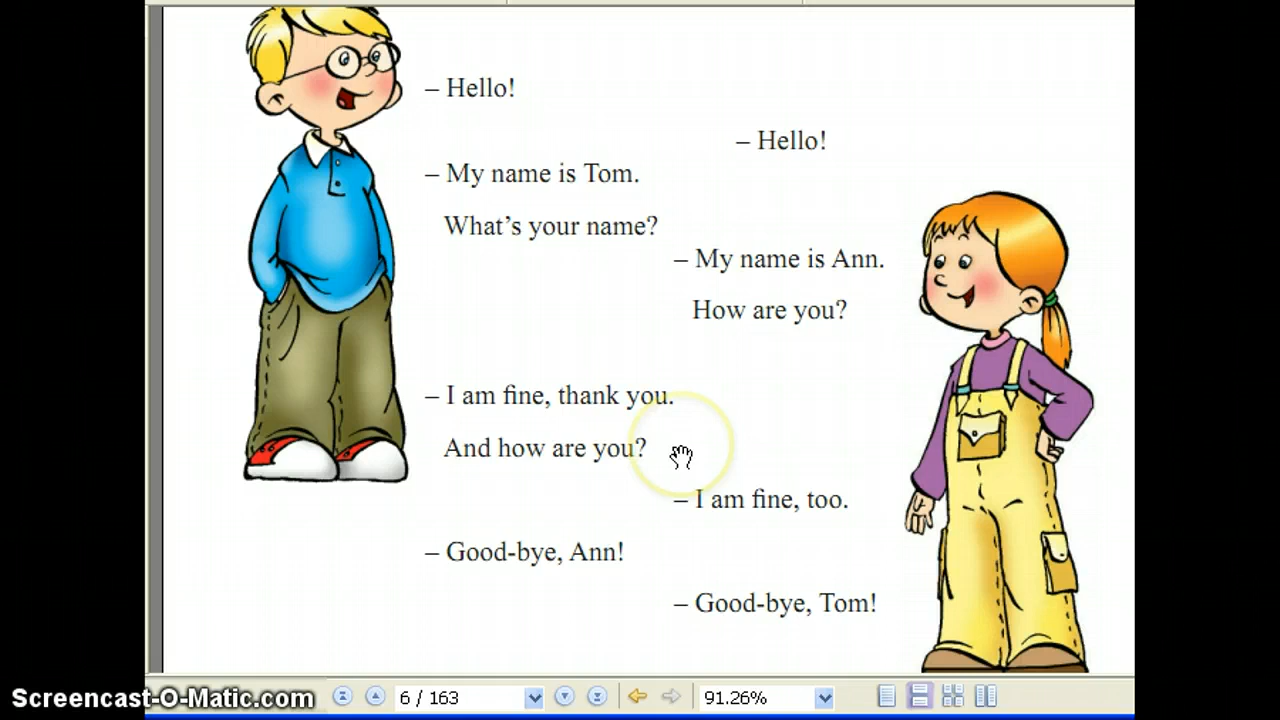 – Hello!
– Hello!
– My name is Tom.
What's your name?
– My name is Ann.
How are you?
– I am fine, thank you.
And how are you?
– I am fine, too.
– Good-bye, Ann!
– Good-bye, Tom!
Screencast-O-Matic.com
6 / 163
91.26%